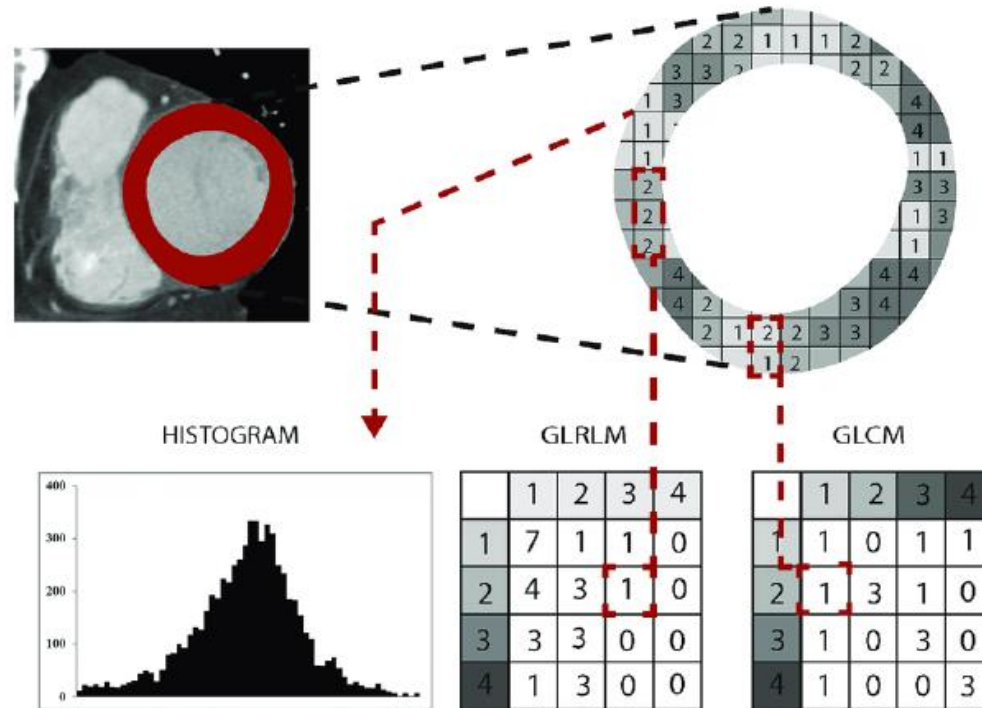 2 2 1 1 1 2
3 3 2 2 2
1 3 4
1 4
1 1 1
2 3 3
2 1 3
2 1
4 4 4 4
4 2 3 4
2 1 2 2 3 3
1 2
HISTOGRAM GLRLM GLCM
400
300
200
100
0
1 2 3 4
1 7 1 1 0
2 4 3 1 0
3 3 3 0 0
4 1 3 0 0
1 2 3 4
1 1 0 1 1
2 1 3 1 0
3 1 0 3 0
4 1 0 0 3